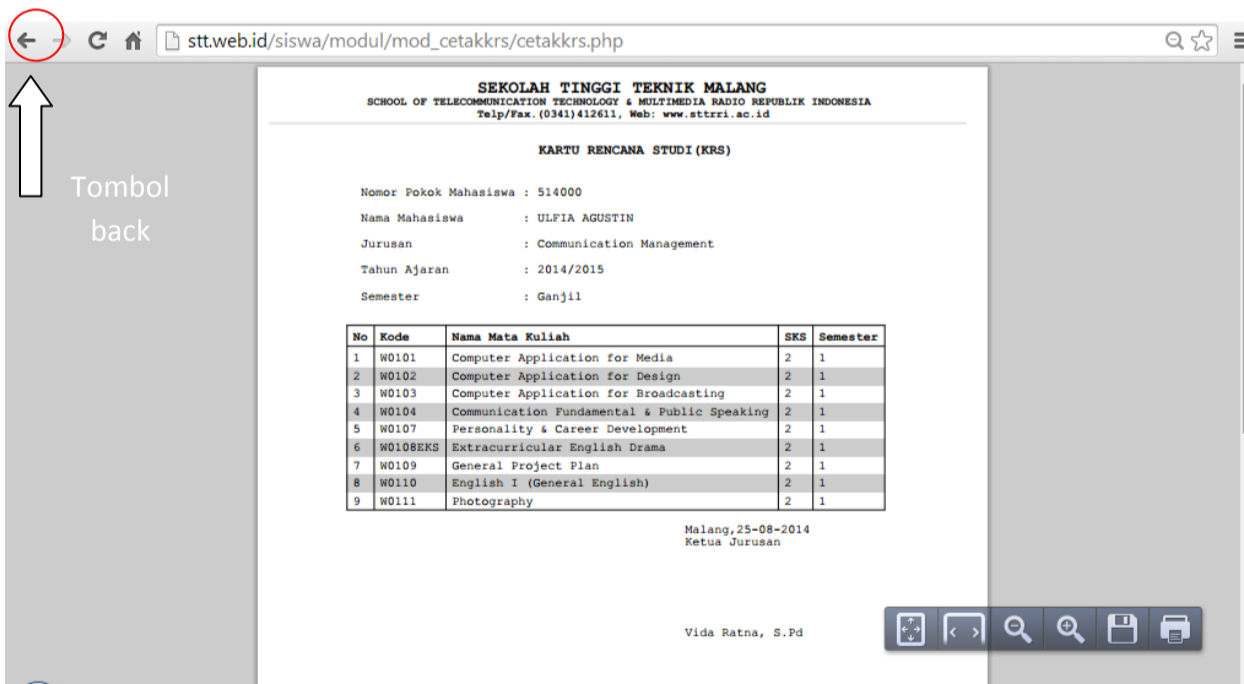 stt.web.id/siswa/modul/mod_cetakkrs/cetakkrs.php
SEKOLAH TINGGI TEKNIK MALANG
SCHOOL OF TELECOMMUNICATION TECHNOLOGY & MULTIMEDIA RADIO REPUBLIK INDONESIA
Telp/Fax.(0341)412611, Web: www.sttrri.ac.id
KARTU RENCANA STUDI(KRS)
Tombol
back
Nomor Pokok Mahasiswa : 514000
Nama Mahasiswa : ULFIA AGUSTIN
Jurusan : Communication Management
Tahun Ajaran : 2014/2015
Semester : Ganjil
No Kode Nama Mata Kuliah SKS Semester
1 W0101 Computer Application for Media 2 1
2 W0102 Computer Application for Design 2 1
3 W0103 Computer Application for Broadcasting 2 1
4 W0104 Communication Fundamental & Public Speaking 2 1
5 W0107 Personality & Career Development 2 1
6 W0108EKS Extracurricular English Drama 2 1
7 W0109 General Project Plan 2 1
8 W0110 English I (General English) 2 1
9 W0111 Photography 2 1
Malang,25-08-2014
Ketua Jurusan
Vida Ratna, S.Pd